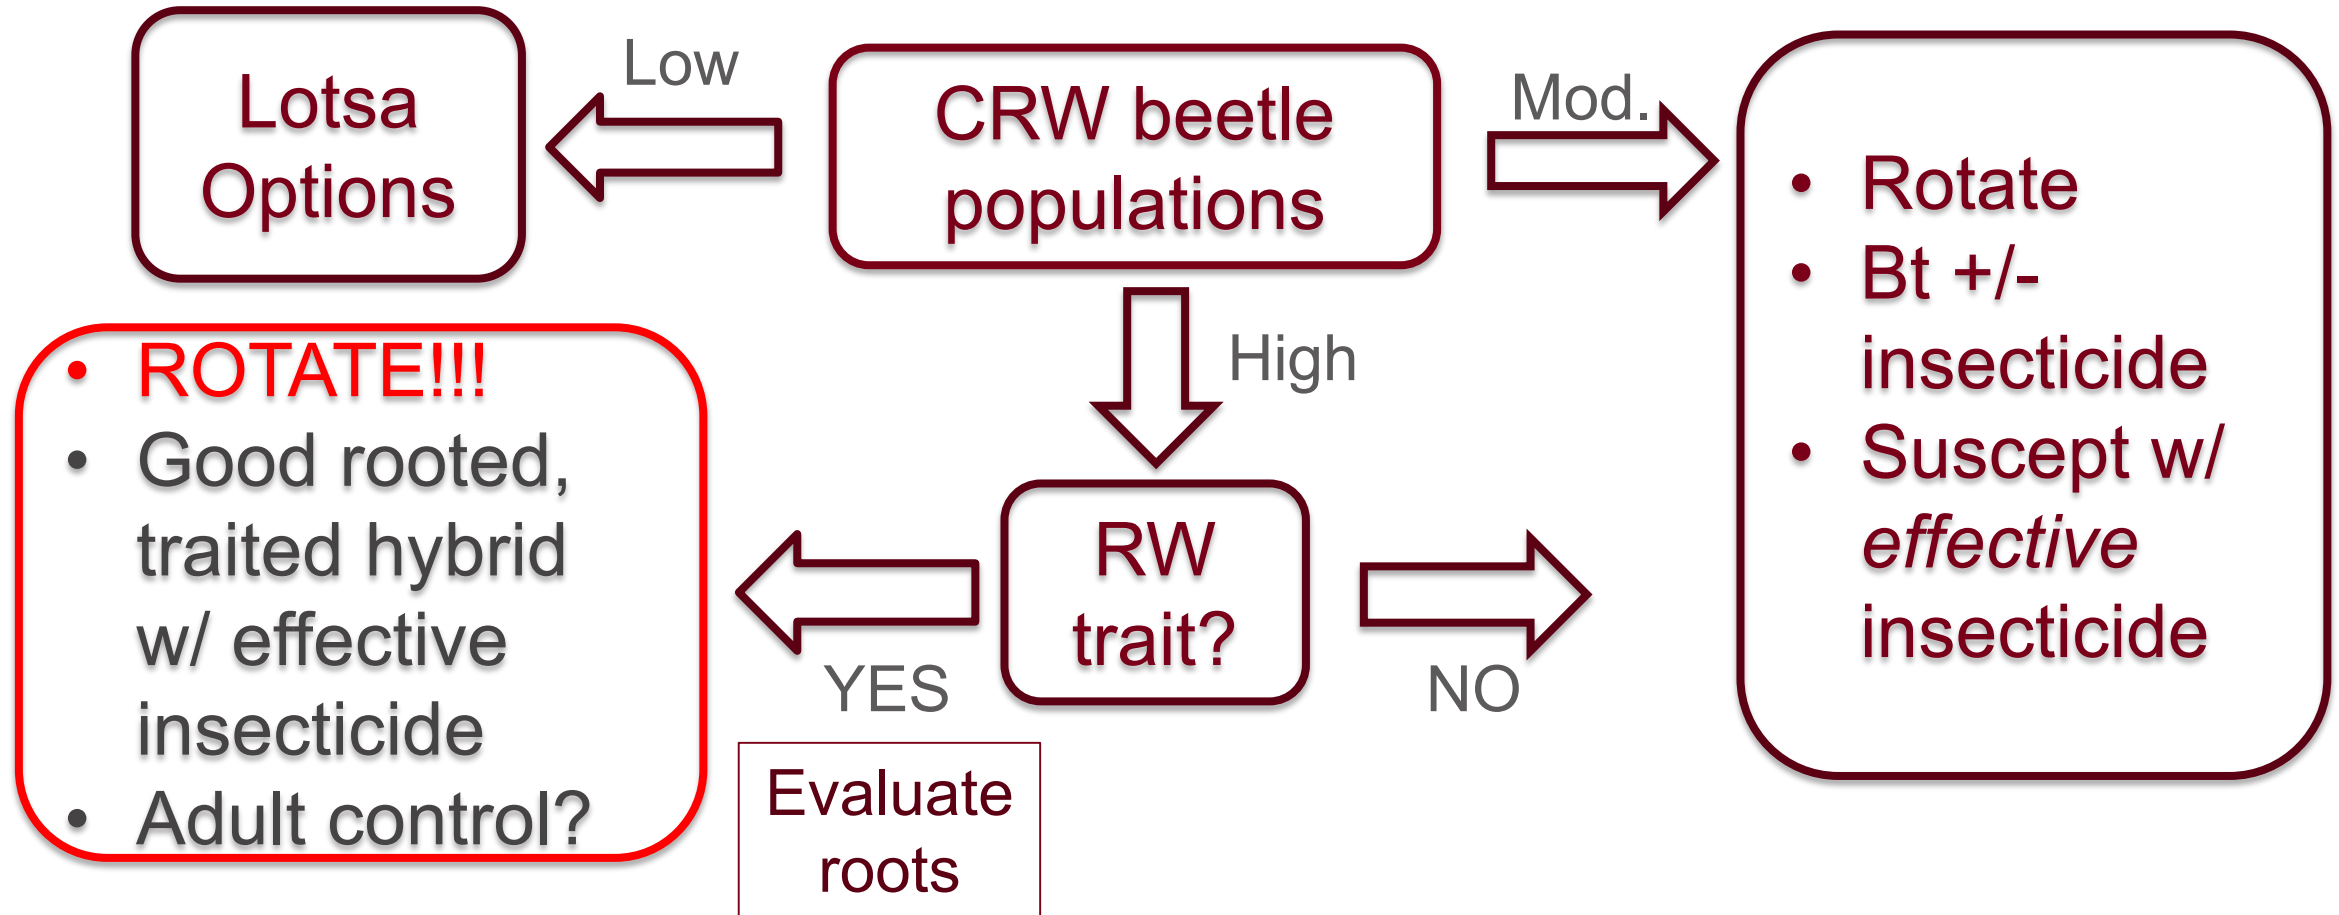 Lotsa
Options
Low
CRW beetle
populations
Mod.
• Rotate
• Bt +/-
insecticide
• Suscept w/
effective
insecticide
High
• ROTATE!!!
• Good rooted,
traited hybrid
w/ effective
insecticide
• Adult control?
YES
RW
trait?
NO
Evaluate
roots